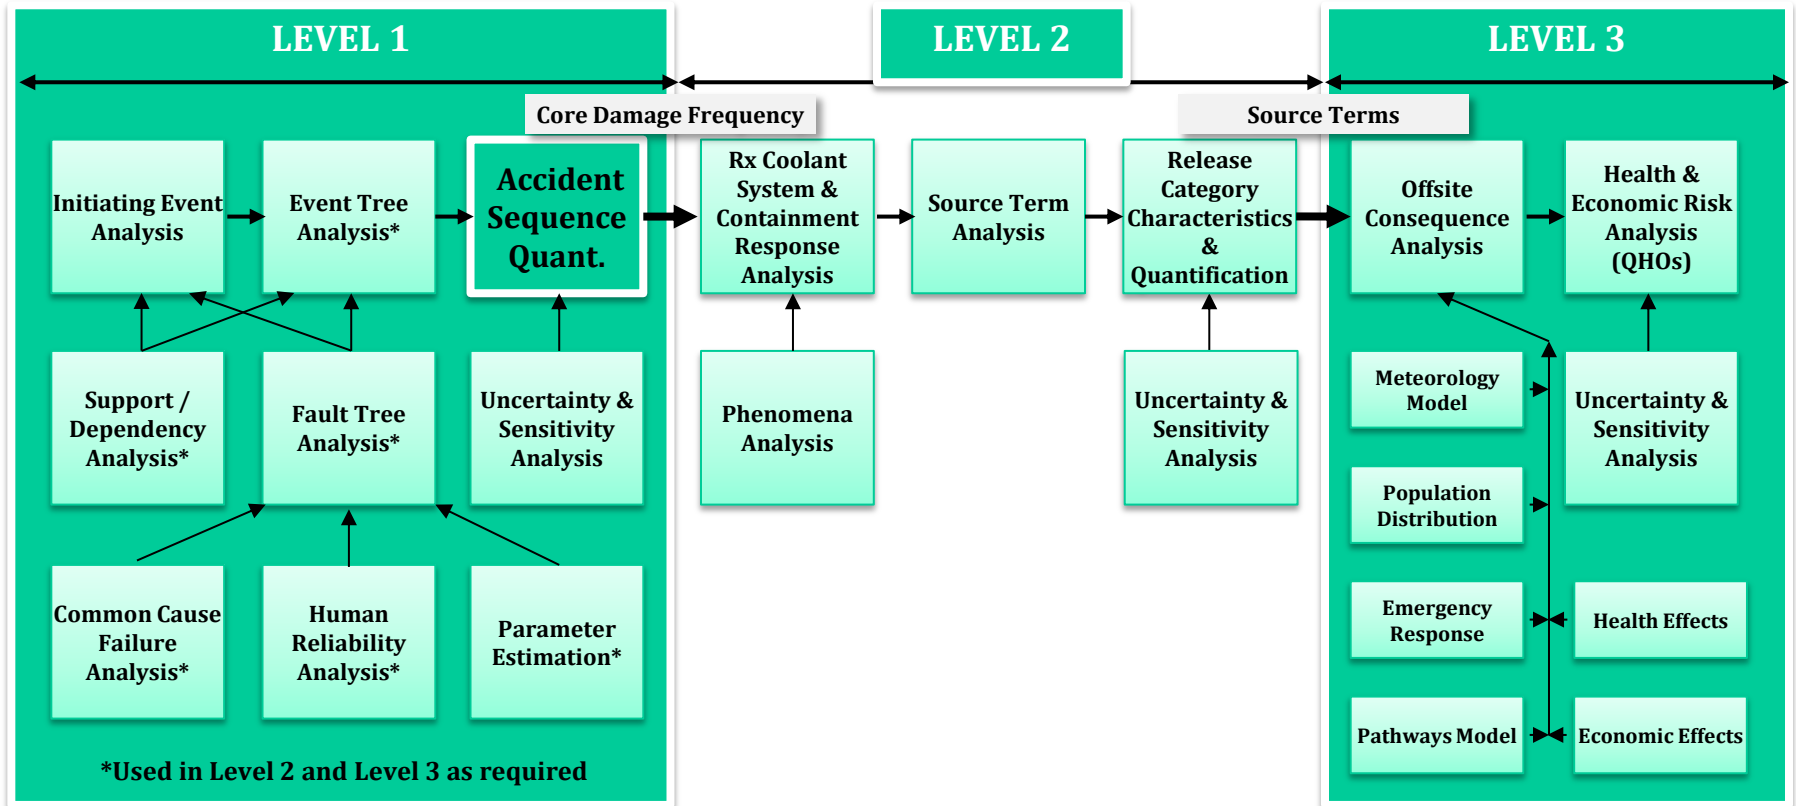 LEVEL 1
LEVEL 2
LEVEL 3
Core Damage Frequency
Source Terms
Initiating Event
Analysis
Event Tree
Analysis*
Accident
Sequence
Quant.
Rx Coolant
System &
Containment
Response
Analysis
Source Term
Analysis
Release
Category
Characteristics
&
Quantification
Offsite
Consequence
Analysis
Health &
Economic Risk
Analysis
(QHOs)
Support /
Dependency
Analysis*
Fault Tree
Analysis*
Uncertainty &
Sensitivity
Analysis
Phenomena
Analysis
Uncertainty &
Sensitivity
Analysis
Meteorology
Model
Uncertainty &
Sensitivity
Analysis
Population
Distribution
Common Cause
Failure
Analysis*
Human
Reliability
Analysis*
Parameter
Estimation*
Emergency
Response
Health Effects
Pathways Model
Economic Effects
*Used in Level 2 and Level 3 as required